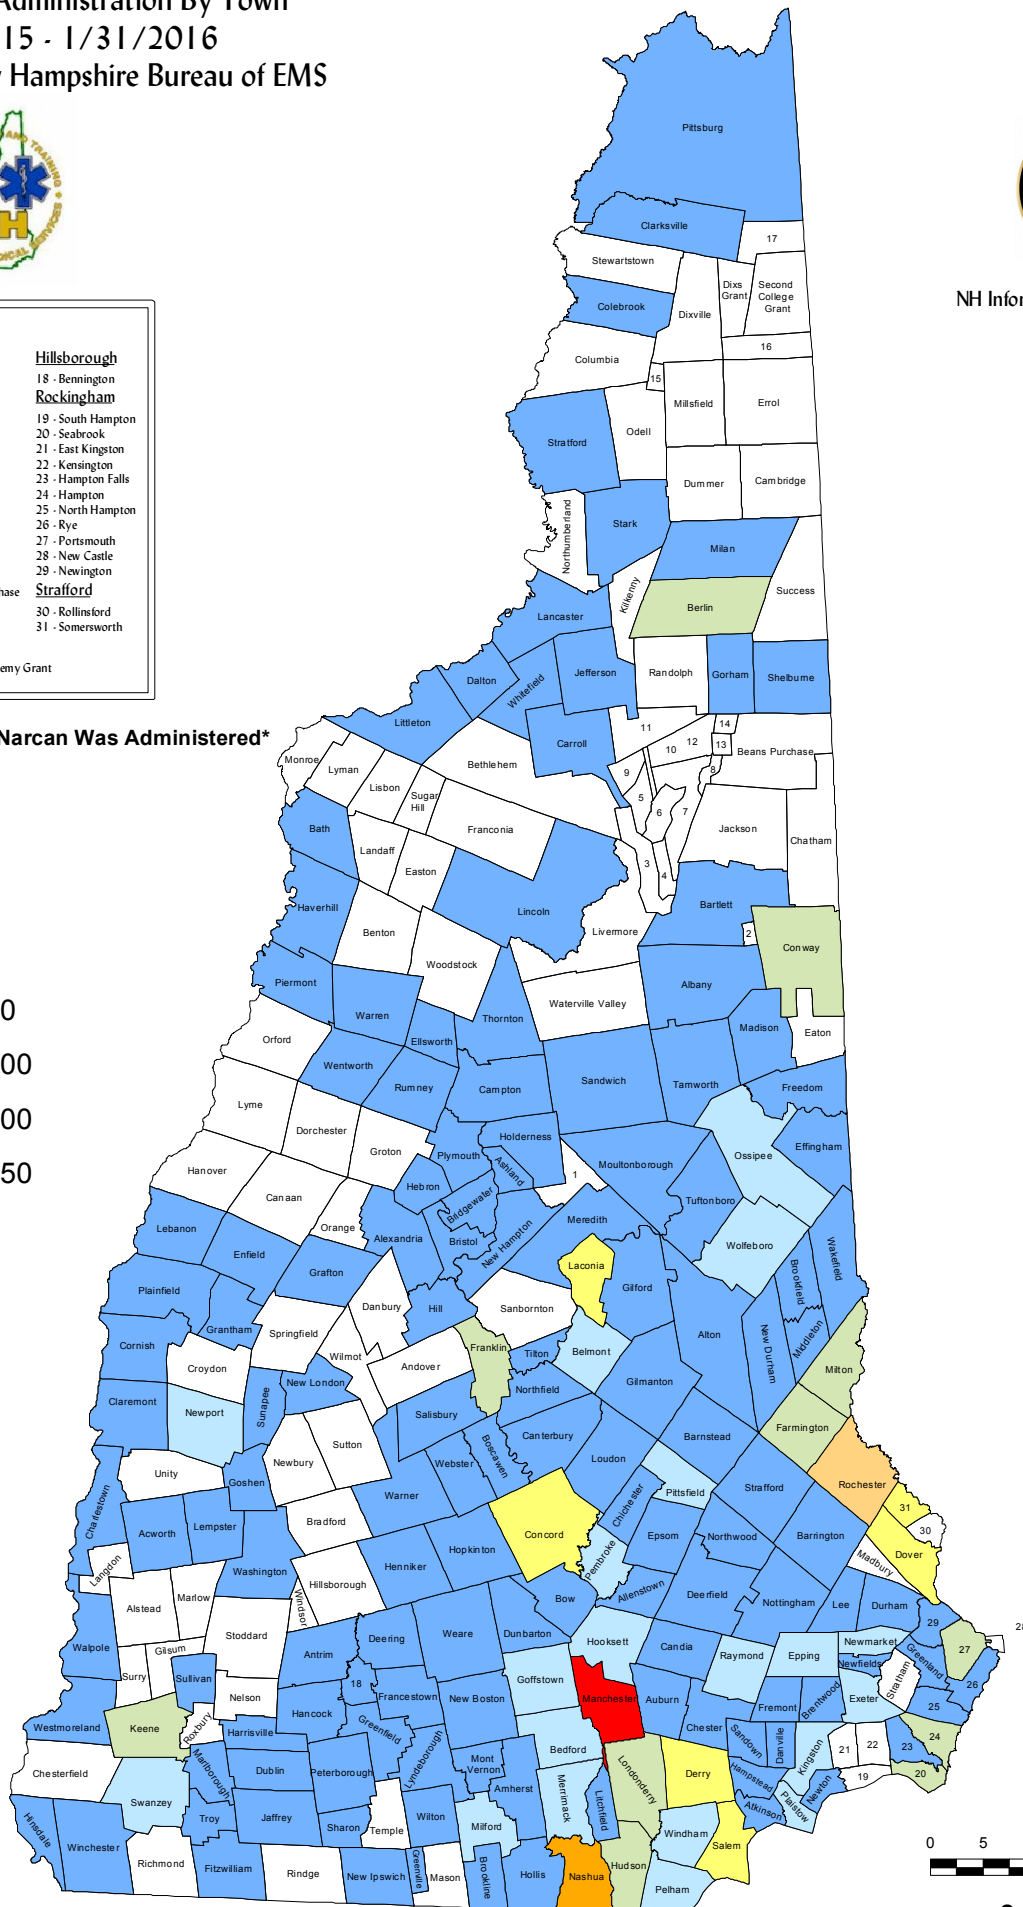 Administration By Town
15 - 1/31/2016
Hampshire Bureau of EMS
AND TRAINING
H
MEDICAL SERVICES
NH Infor
Hillsborough
18 - Bennington
Rockingham
19 - South Hampton
20 - Seabrook
21 - East Kingston
22 - Kensington
23 - Hampton Falls
24 - Hampton
25 - North Hampton
26 - Rye
27 - Portsmouth
28 - New Castle
29 - Newington
hase
Strafford
30 - Rollinsford
31 - Somersworth
emy Grant
Narcan Was Administered*
0
00
00
50
Pittsburg
Clarksville
17
Stewartstown
Dixs
Grant
Second
College
Grant
Colebrook
Dixville
16
Columbia
15
Millsfield
Errol
Odell
Stratford
Dummer
Cambridge
Northumberland
Stark
Milan
Kilkenny
Success
Berlin
Lancaster
Randolph
Gorham
Shelburne
Jefferson
Dalton
Whitefield
Littleton
11
14
Carroll
10
12
13
Beans Purchase
Monroe
Lyman
Bethlehem
9
8
Lisbon
Sugar
Hill
5
6
7
Bath
Franconia
Jackson
Chatham
Landaff
Easton
3
4
Haverhill
Lincoln
Bartlett
Benton
Livermore
2
Conway
Woodstock
Piermont
Albany
Warren
Waterville Valley
Thornton
Madison
Eaton
Orford
Ellsworth
Wentworth
Rumney
Campton
Sandwich
Tamworth
Freedom
Lyme
Dorchester
Holderness
Groton
Plymouth
Ashland
Ossipee
Effingham
Hanover
1
Moultonborough
Canaan
Hebron
Bridgewater
Tuftonboro
Orange
Lebanon
Meredith
Alexandria
Bristol
New Hampton
Wolfeboro
Enfield
Wakefield
Grafton
Laconia
Gilford
Brookfield
Plainfield
Danbury
Hill
Sanbornton
Grantham
Springfield
Alton
New Durham
Middleton
Cornish
Wilmot
Franklin
Tilton
Belmont
Croydon
Andover
Milton
New London
Gilmanton
Claremont
Northfield
Newport
Sunapee
Salisbury
Farmington
Canterbury
Barnstead
Sutton
Boscawen
Loudon
Newbury
Webster
Unity
Goshen
Rochester
Charlestown
Warner
Pittsfield
Strafford
Chichester
31
Bradford
Acworth
Lempster
Concord
Epsom
Northwood
Barrington
30
Hopkinton
Dover
Langdon
Washington
Henniker
Pembroke
Madbury
Hillsborough
Alstead
Marlow
Windsor
Bow
Allenstown
Deerfield
Nottingham
Lee
Durham
Stoddard
Deering
Weare
Dunbarton
29
28
Walpole
Gilsum
Hooksett
Candia
Newmarket
27
Antrim
Raymond
Epping
Greenland
Surry
Sullivan
Goffstown
Newfields
Stratham
26
18
Francestown
New Boston
Manchester
Auburn
Brentwood
Exeter
25
Nelson
Hancock
Fremont
Westmoreland
Keene
Roxbury
Harrisville
Greenfield
Chester
Sandown
Danville
24
Bedford
Kingston
21
22
23
Marlborough
Dublin
Peterborough
Lyndeborough
Mont
Vernon
Londonderry
Derry
Chesterfield
Hampstead
19
20
Swanzey
Amherst
Merrimack
Litchfield
Newton
Plaistow
Troy
Jaffrey
Sharon
Temple
Wilton
Milford
Atkinson
Hinsdale
Windham
Salem
Winchester
Richmond
Fitzwilliam
Rindge
New Ipswich
Greenville
Mason
Brookline
Hollis
Nashua
Hudson
Pelham
0
5